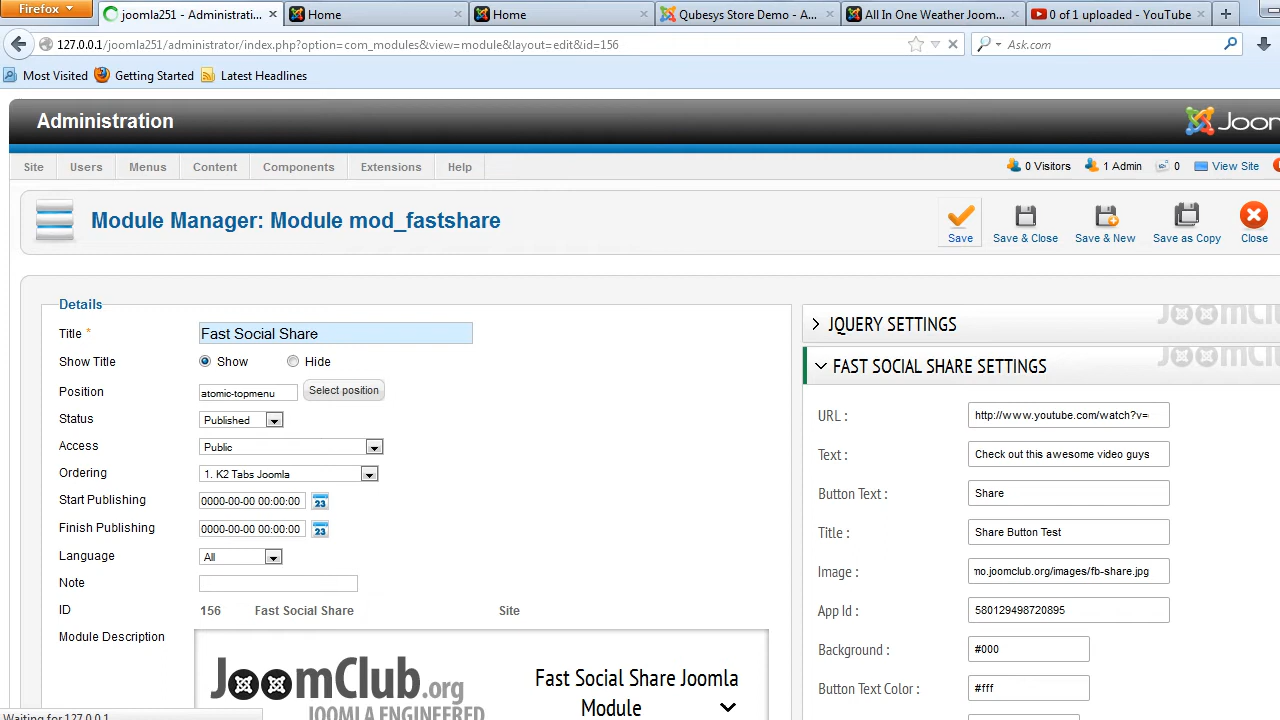 Firefox
joomla251 - Administrati...
Home
Home
Qubesys Store Demo - A...
All In One Weather Joom...
0 of 1 uploaded - YouTube
127.0.0.1/joomla251/administrator/index.php?option=com_modules&view=module&layout=edit&id=156
Ask.com
Most Visited
Getting Started
Latest Headlines
Administration
Joon
Site
Users
Menus
Content
Components
Extensions
Help
0 Visitors
1 Admin
0
View Site
Module Manager: Module mod_fastshare
Save
Save & Close
Save & New
Save as Copy
Close
Details
Title * Fast Social Share
Show Title Show Hide
Position atomic-topmenu Select position
Status Published
Access Public
Ordering 1. K2 Tabs Joomla
Start Publishing 0000-00-00 00:00:00 23
Finish Publishing 0000-00-00 00:00:00 23
Language All
Note
ID 156 Fast Social Share Site
Module Description
JoomClub.org
JOOMLA ENGINEERED
Fast Social Share Joomla
Module
JQUERY SETTINGS
JOOMCLU
FAST SOCIAL SHARE SETTINGS
JOOMCLU
URL : http://www.youtube.com/watch?v=
Text : Check out this awesome video guys
Button Text : Share
Title : Share Button Test
Image : mo.joomclub.org/images/fb-share.jpg
App Id : 580129498720895
Background : #000
Button Text Color : #fff
Waiting for 127.0.0.1